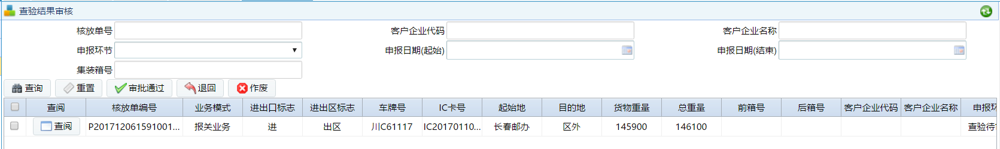 查验结果审核
核放单号 客户企业代码 客户企业名称
申报环节 申报日期(起始) 申报日期(结束)
集装箱号
查询 重置 审批通过 退回 作废
查阅 核放单编号 业务模式 进出口标志 进出区标志 车牌号 IC卡号 起始地 目的地 货物重量 总重量 前箱号 后箱号 客户企业代码 客户企业名称 申报环
查阅 P201712061591001... 报关业务 进 出区 川C61117 IC20170110... 长春邮办 区外 145900 146100 查验待